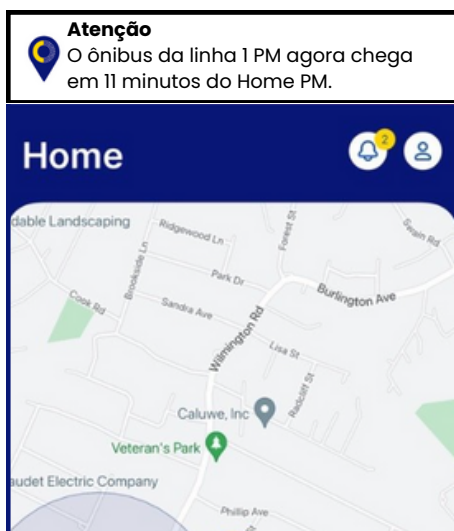 Atenção
O ônibus da linha 1 PM agora chega
em 11 minutos do Home PM.
Home
2
dable Landscaping
Ridgewood Ln
Forest St
Swain Rd
Brookside Ln
Park Dr
Burlington Ave
Cook Rd
Sandra Ave
Wilmington Rd
Lisa St
Radcliff St
Caluwe, Inc
Veteran's Park
audet Electric Company
Phillip Ave